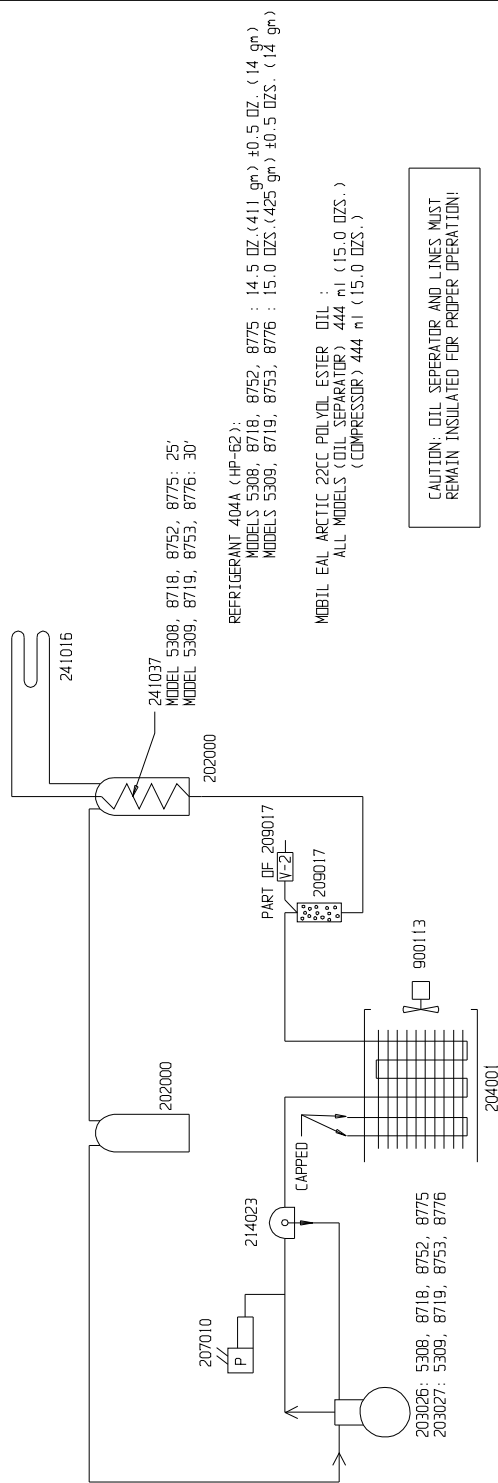 241016
241037
MODEL 5308, 8718, 8752, 8775: 25'
MODEL 5309, 8719, 8753, 8776: 30'
202000
202000
REFRIGERANT 404A (HP-62):
MODELS 5308, 8718, 8752, 8775 : 14.5 OZ.(411 gm) ±0.5 OZ. (14 gm)
MODELS 5309, 8719, 8753, 8776 : 15.0 OZS.(425 gm) ±0.5 OZS. (14 gm)
PART OF 209017
V-2
209017
MOBIL EAL ARCTIC 22CC POLYOL ESTER OIL :
ALL MODELS (OIL SEPARATOR) 444 ml (15.0 OZS.)
(COMPRESSOR) 444 ml (15.0 OZS.)
207010
P
214023
CAPPED
900113
204001
203026: 5308, 8718, 8752, 8775
203027: 5309, 8719, 8753, 8776
CAUTION: OIL SEPERATOR AND LINES MUST
REMAIN INSULATED FOR PROPER OPERATION!